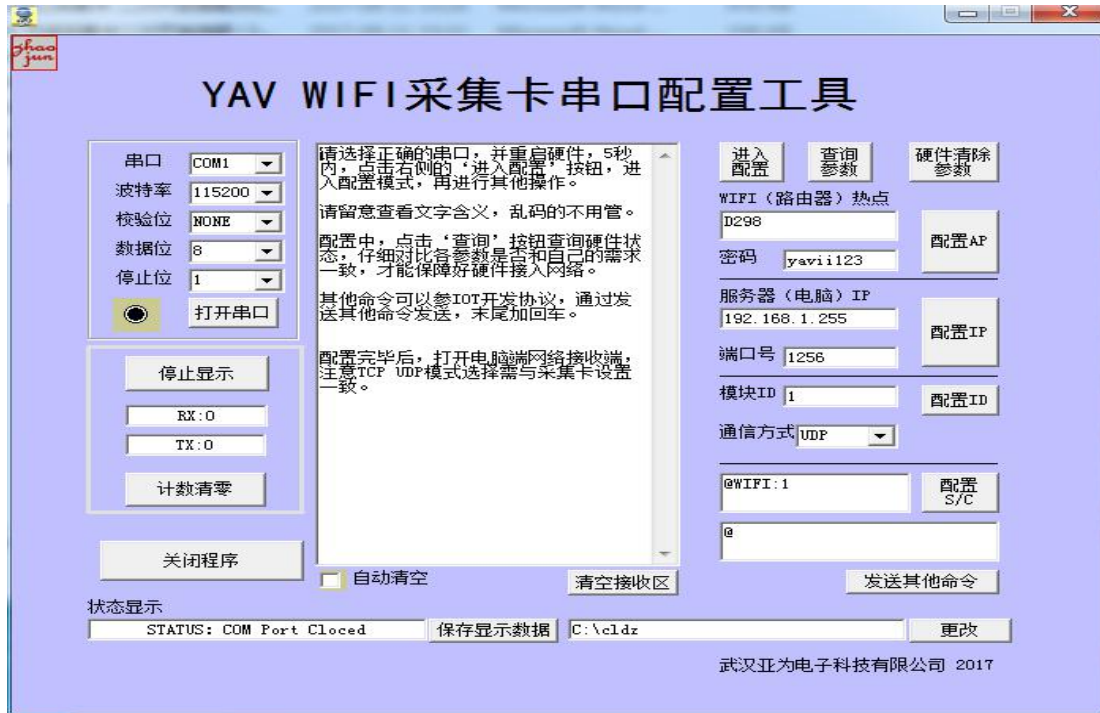 zhao
jun
YAV WIFI采集卡串口配置工具
串口 COM1
波特率 115200
校验位 NONE
数据位 8
停止位 1
打开串口
停止显示
RX:0
TX:0
计数清零
关闭程序
请选择正确的串口，并重启硬件，5秒
内，点击右侧的‘进入配置’按钮，进
入配置模式，再进行其他操作。
请留意查看文字含义，乱码的不用管。
配置中，点击‘查询’按钮查询硬件状
态，仔细对比各参数是否和自己的需求
一致，才能保障好硬件接入网络。
其他命令可以参IOT开发协议，通过发
送其他命令发送，末尾加回车。
配置完毕后，打开电脑端网络接收端，
注意TCP UDP模式选择需与采集卡设置
一致。
自动清空
清空接收区
进入
配置
查询
参数
硬件清除
参数
WIFI（路由器）热点
D298
密码 yavii123
配置AP
服务器（电脑）IP
192.168.1.255
端口号 1256
配置IP
模块ID 1
配置ID
通信方式 UDP
@WIFI:1
配置
S/C
@
发送其他命令
状态显示
STATUS: COM Port Cloced
保存显示数据
C:\cldz
更改
武汉亚为电子科技有限公司 2017